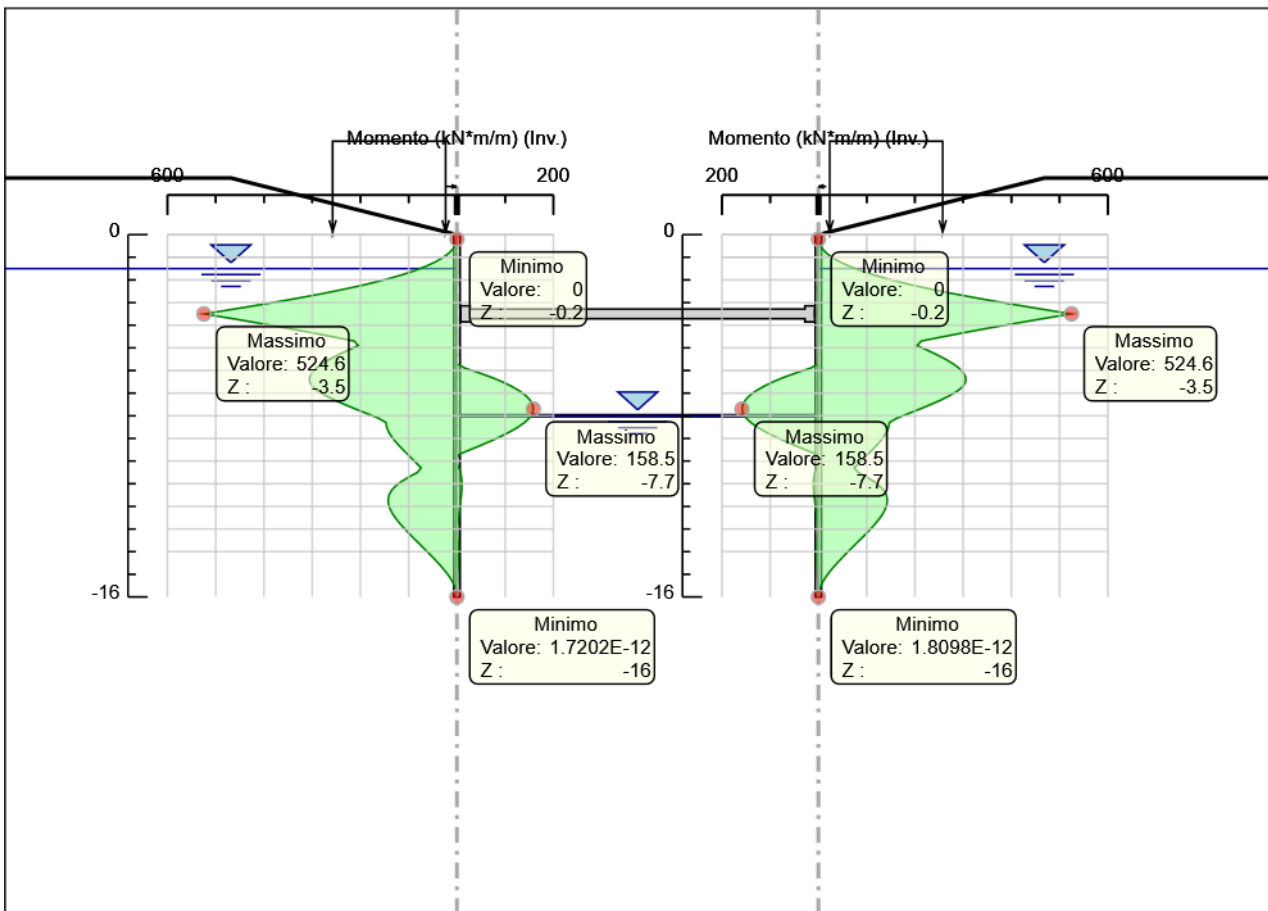 Momento (kN*m/m) (Inv.)
Momento (kN*m/m) (Inv.)
600
200
200
600
0
0
Minimo
Valore: 0
Z : -0.2
Minimo
Valore: 0
Z : -0.2
Massimo
Valore: 524.6
Z : -3.5
Massimo
Valore: 524.6
Z : -3.5
Massimo
Valore: 158.5
Z : -7.7
Massimo
Valore: 158.5
Z : -7.7
-16
-16
Minimo
Valore: 1.7202E-12
Z : -16
Minimo
Valore: 1.8098E-12
Z : -16